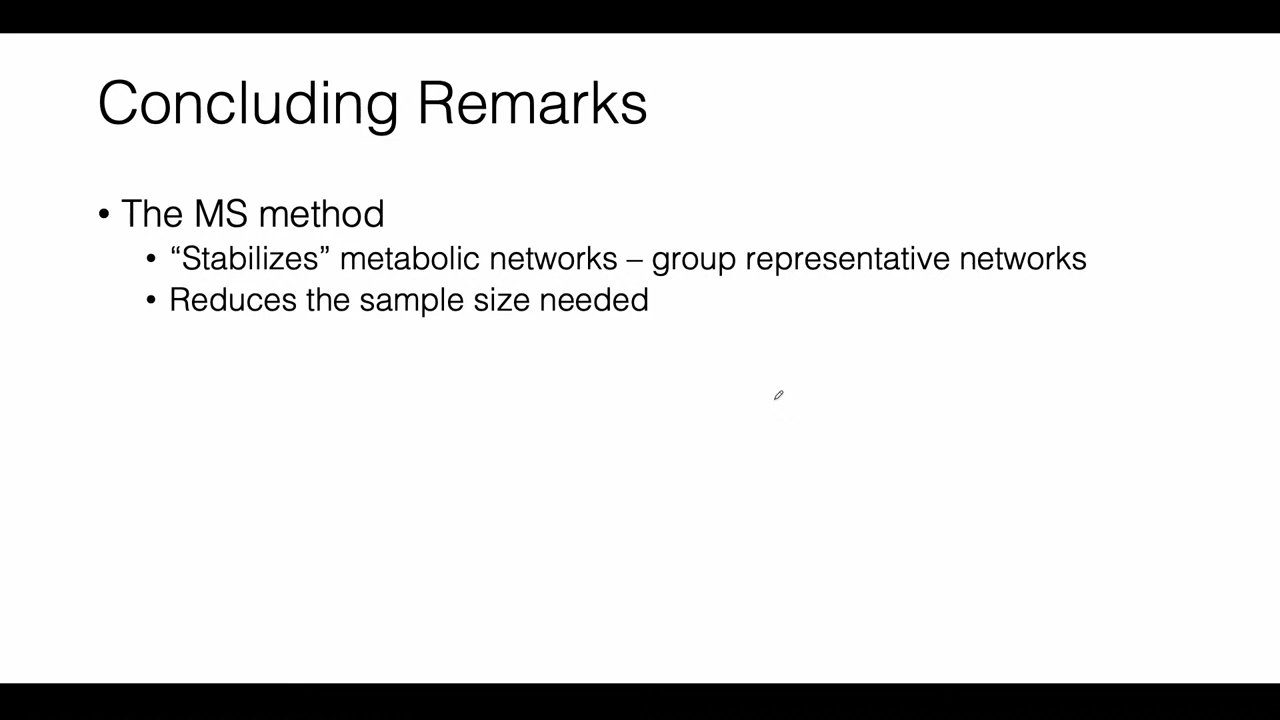 Concluding Remarks
• The MS method
• “Stabilizes” metabolic networks – group representative networks
• Reduces the sample size needed